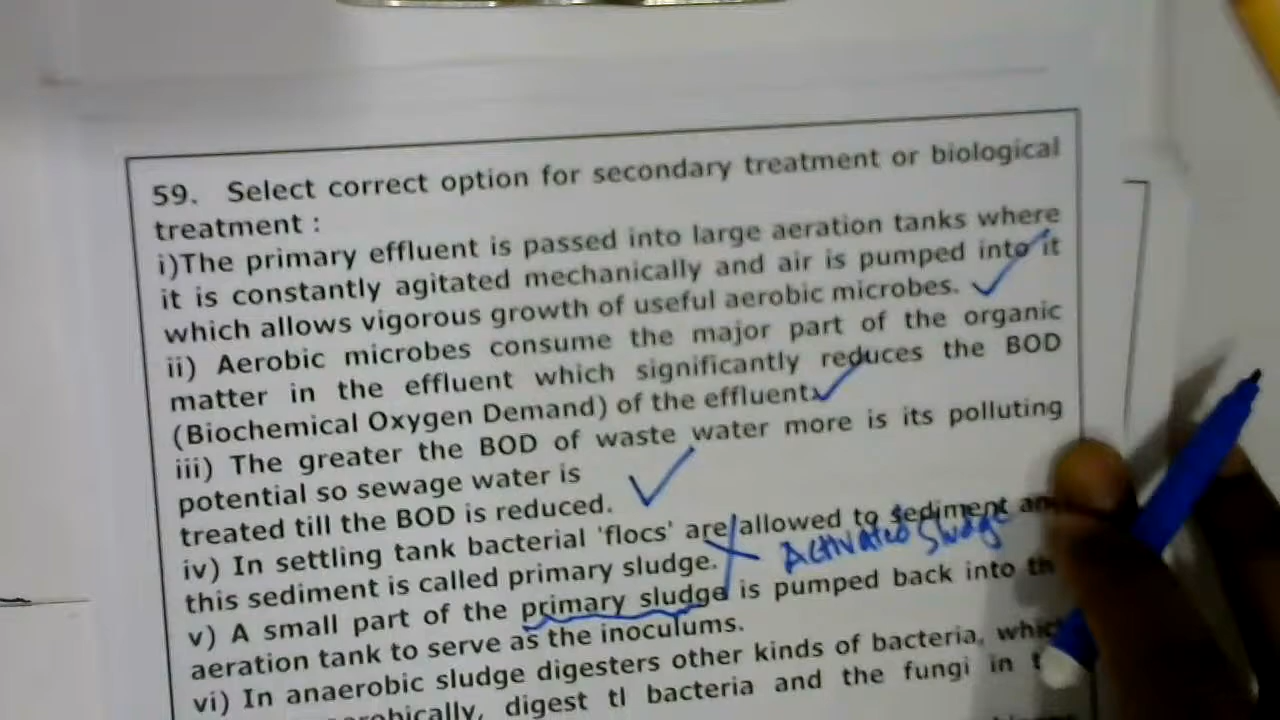 59. Select correct option for secondary treatment or biological
treatment :
i)The primary effluent is passed into large aeration tanks where
it is constantly agitated mechanically and air is pumped into it
which allows vigorous growth of useful aerobic microbes.
ii) Aerobic microbes consume the major part of the organic
matter in the effluent which significantly reduces the BOD
(Biochemical Oxygen Demand) of the effluent
iii) The greater the BOD of waste water more is its polluting
potential so sewage water is
treated till the BOD is reduced.
iv) In settling tank bacterial 'flocs' are allowed to sediment an
this sediment is called primary sludge.
Activated Sludge
v) A small part of the primary sludge is pumped back into th
aeration tank to serve as the inoculums.
vi) In anaerobic sludge digesters other kinds of bacteria, whic
digest tl bacteria and the fungi in t